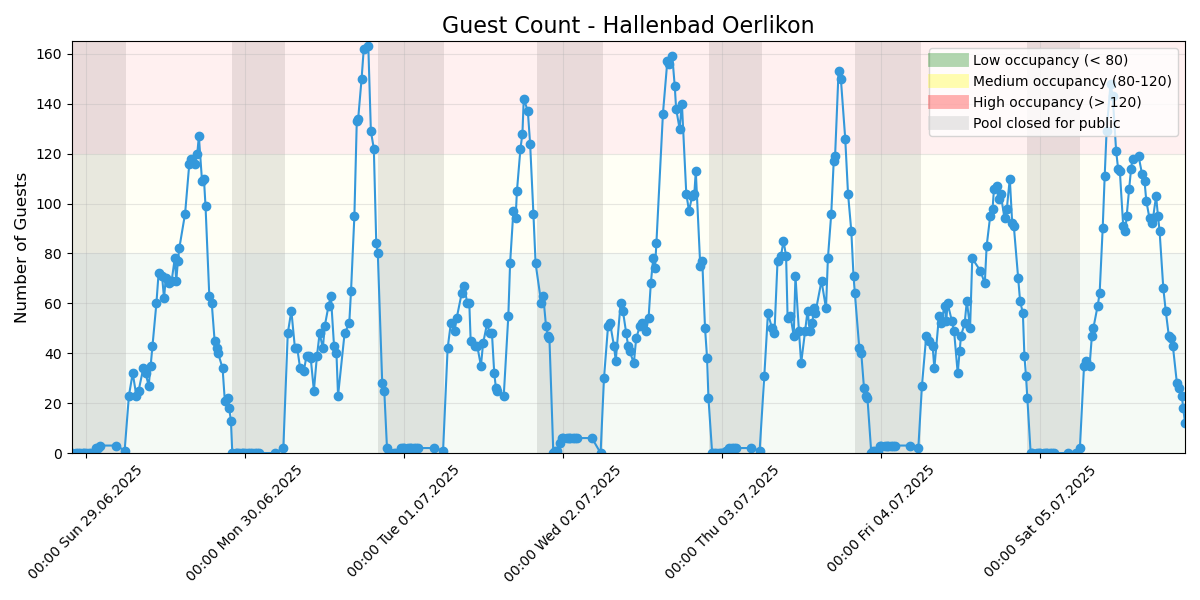 Guest Count - Hallenbad Oerlikon
Number of Guests
160
140
120
100
80
60
40
20
0
Low occupancy (< 80)
Medium occupancy (80-120)
High occupancy (> 120)
Pool closed for public
00:00 Sun 29.06.2025
00:00 Mon 30.06.2025
00:00 Tue 01.07.2025
00:00 Wed 02.07.2025
00:00 Thu 03.07.2025
00:00 Fri 04.07.2025
00:00 Sat 05.07.2025